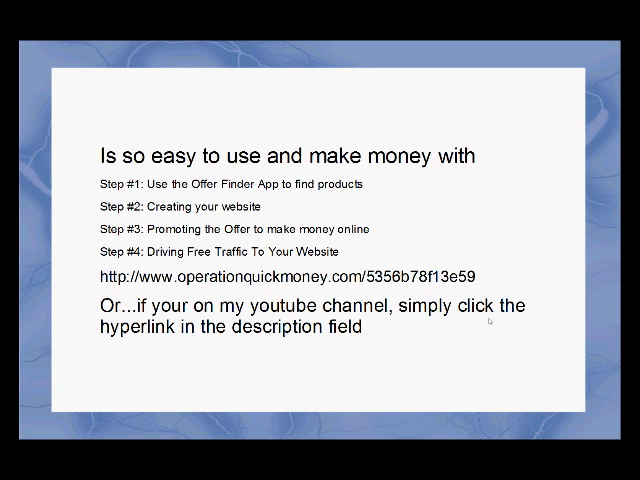 Is so easy to use and make money with
Step #1: Use the Offer Finder App to find products
Step #2: Creating your website
Step #3: Promoting the Offer to make money online
Step #4: Driving Free Traffic To Your Website
http://www.operationquickmoney.com/5356b78f13e59
Or...if your on my youtube channel, simply click the
hyperlink in the description field